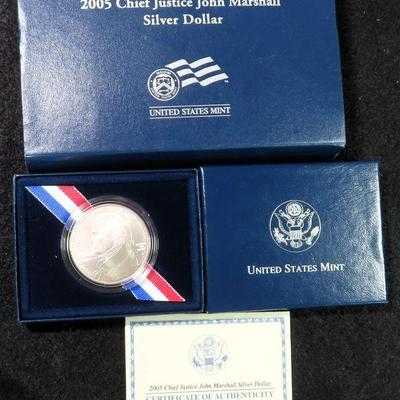 2005 Chief Justice John Marshall
Silver Dollar
UNITED STATES MINT
UNITED STATES MINT
2005 Chief Justice John Marshall Silver Dollar
CERTIFICATE OF AUTHENTICITY